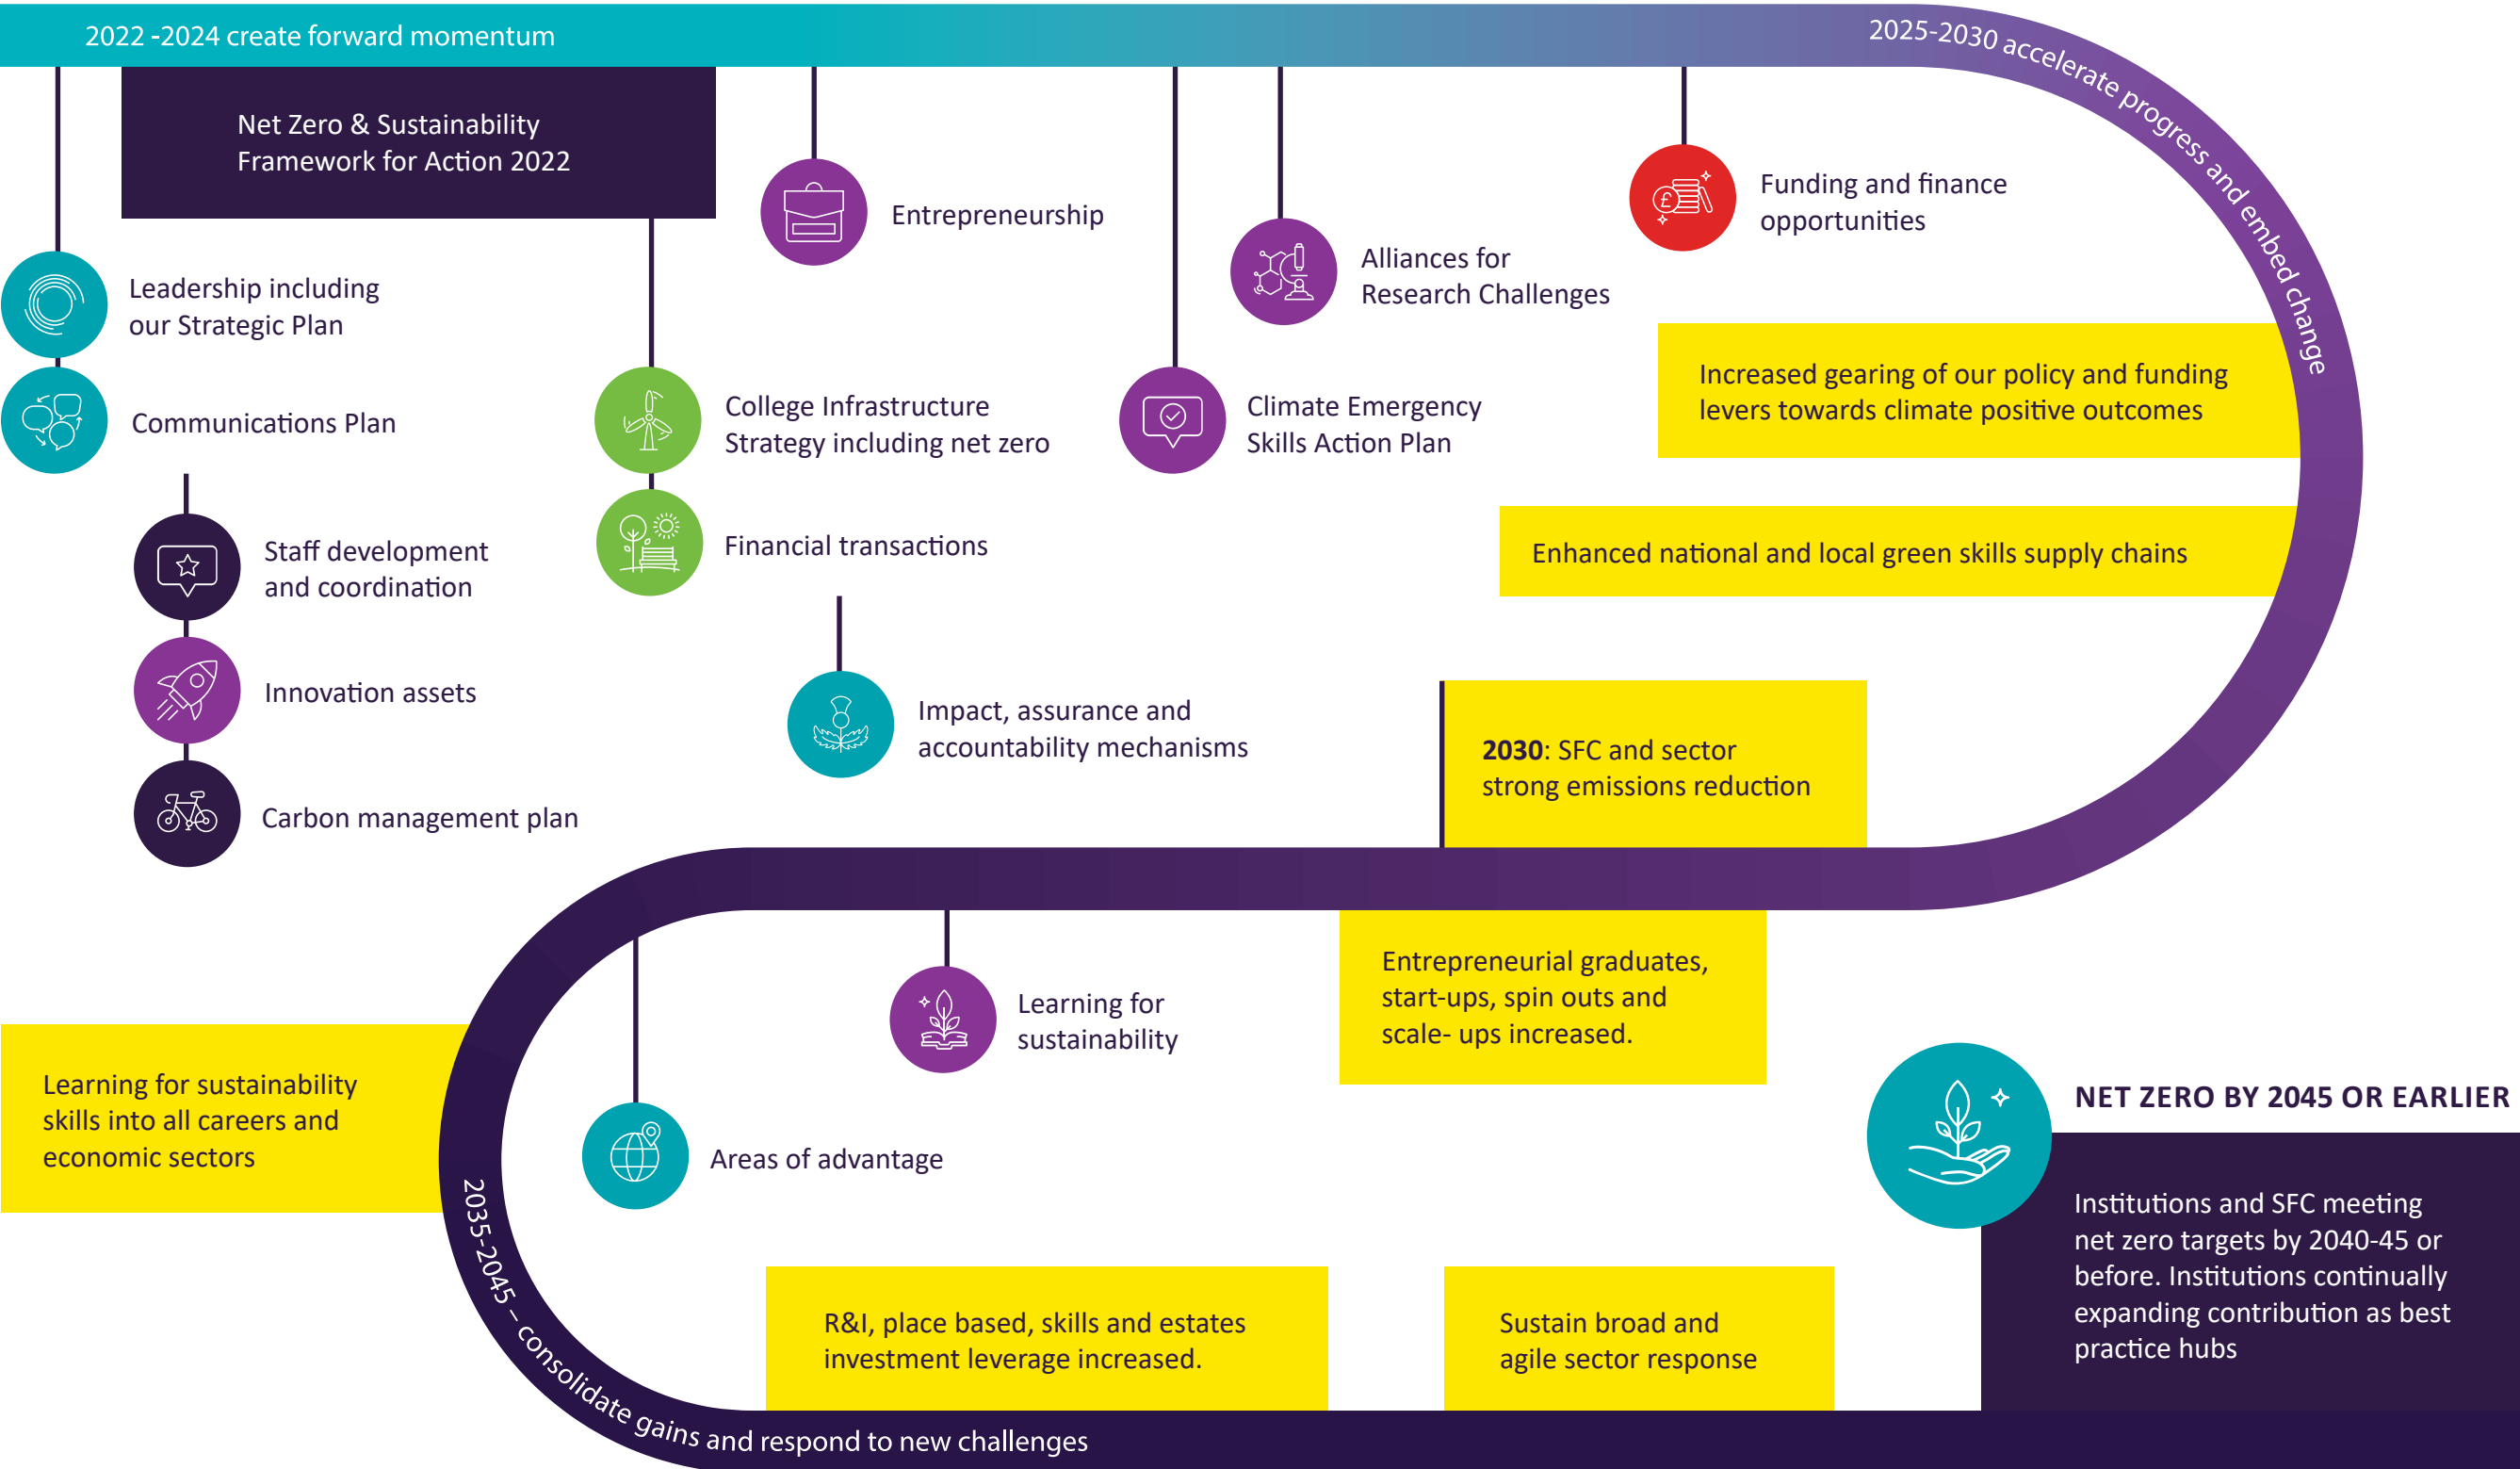 2022 -2024 create forward momentum
2025-2030 accelerate progress and embed change
Net Zero & Sustainability
Framework for Action 2022
Leadership including
our Strategic Plan
Communications Plan
Staff development
and coordination
Innovation assets
Carbon management plan
College Infrastructure
Strategy including net zero
Financial transactions
Entrepreneurship
Impact, assurance and
accountability mechanisms
Climate Emergency
Skills Action Plan
Alliances for
Research Challenges
Funding and finance
opportunities
Increased gearing of our policy and funding
levers towards climate positive outcomes
Enhanced national and local green skills supply chains
2030: SFC and sector
strong emissions reduction
Entrepreneurial graduates,
start-ups, spin outs and
scale- ups increased.
Learning for
sustainability
Areas of advantage
Learning for sustainability
skills into all careers and
economic sectors
2035-2045 – consolidate gains and respond to new challenges
R&I, place based, skills and estates
investment leverage increased.
Sustain broad and
agile sector response
NET ZERO BY 2045 OR EARLIER
Institutions and SFC meeting
net zero targets by 2040-45 or
before. Institutions continually
expanding contribution as best
practice hubs
£